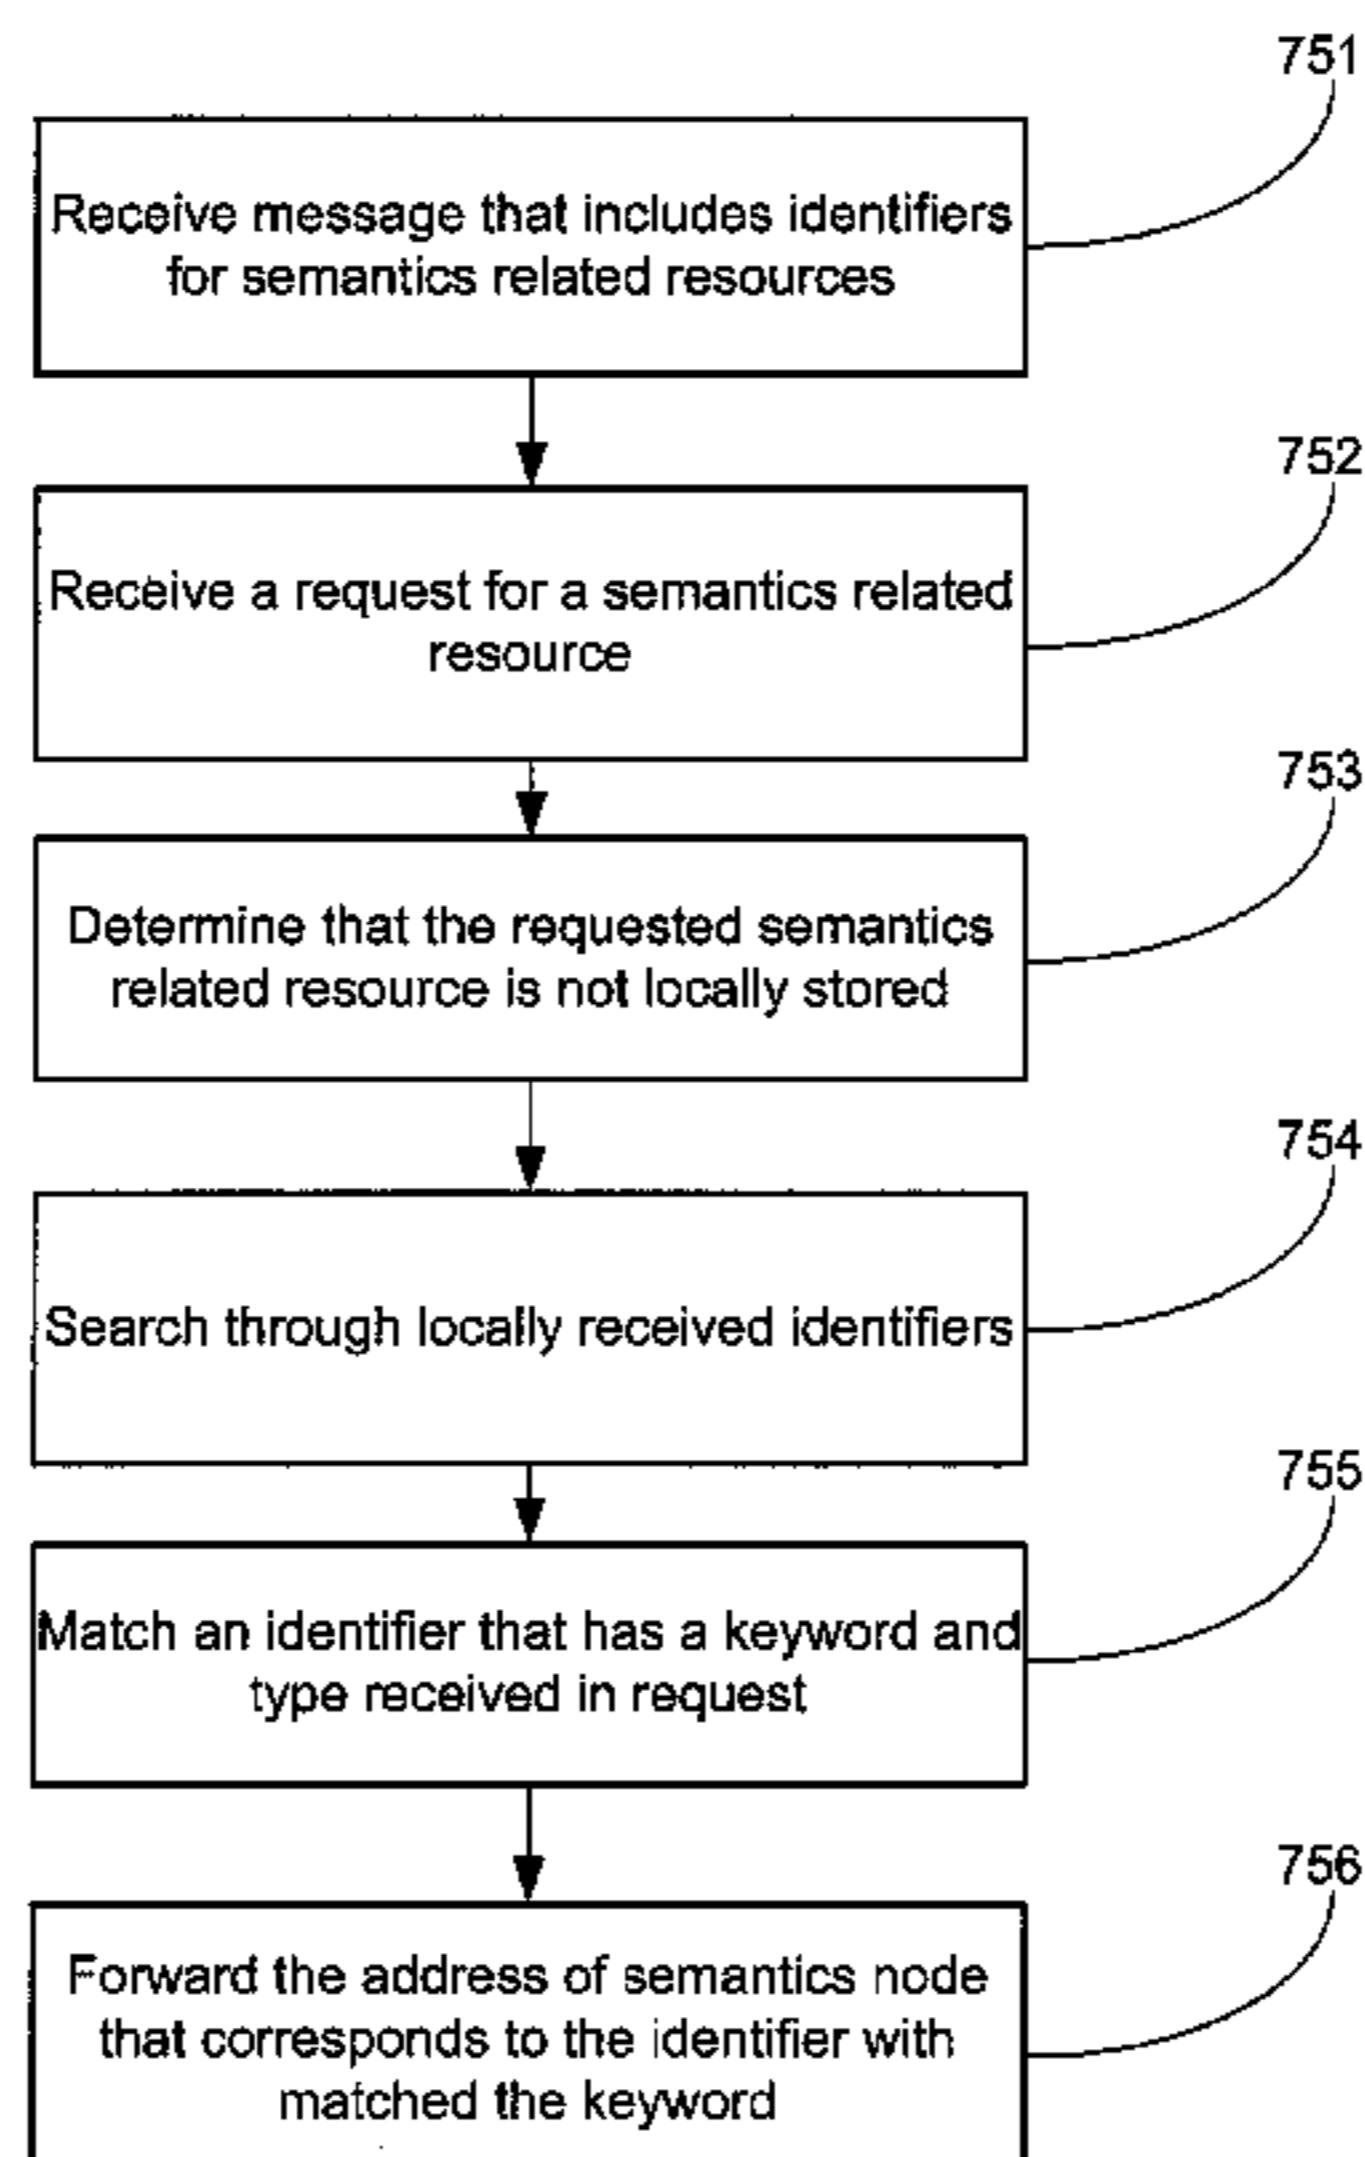 751
Receive message that includes identifiers
for semantics related resources
752
Receive a request for a semantics related
resource
753
Determine that the requested semantics
related resource is not locally stored
754
Search through locally received identifiers
755
Match an identifier that has a keyword and
type received in request
756
Forward the address of semantics node
that corresponds to the identifier with
matched the keyword